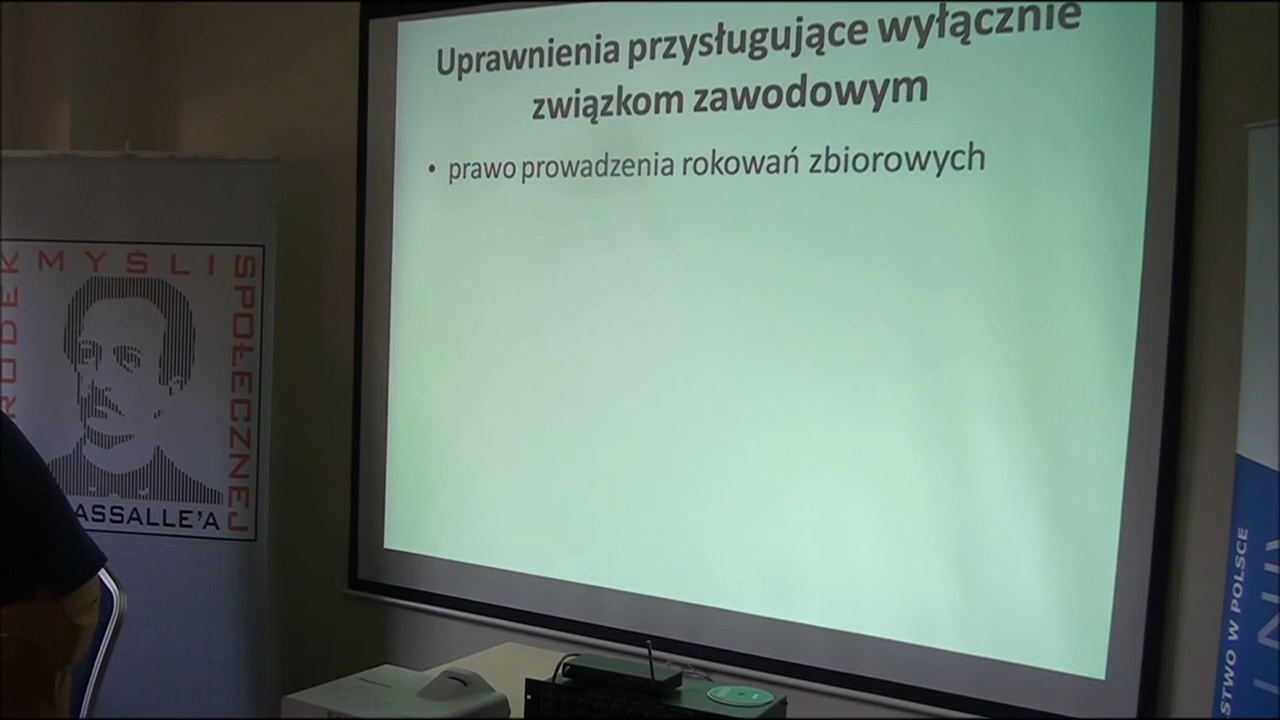 Uprawnienia przysługujące wyłącznie
związkom zawodowym
• prawo prowadzenia rokowań zbiorowych
MYŚLI
SPOŁECZNEJ
ASSALLE'A
STWO W POLSCE